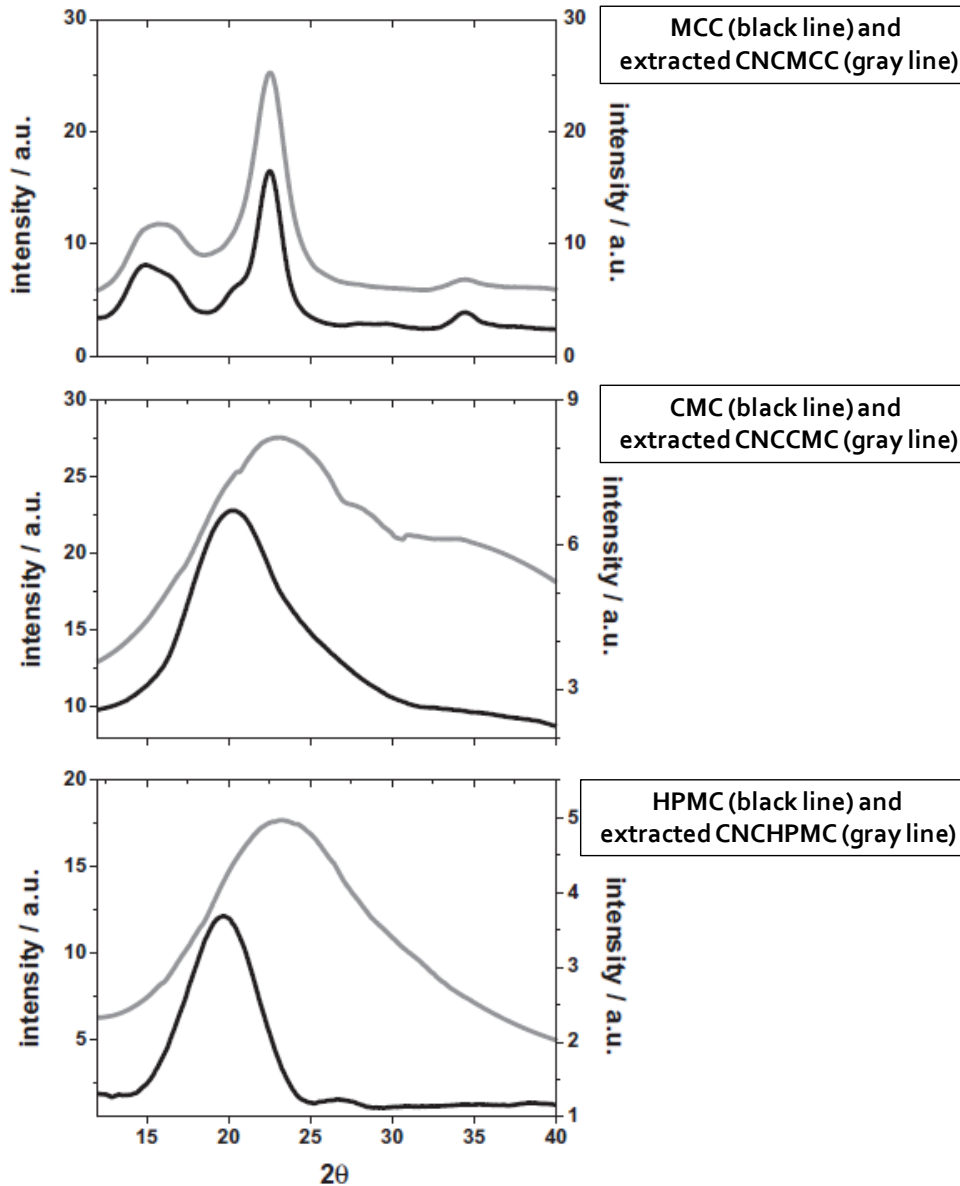 MCC (black line) and
extracted CNCMCC (gray line)
30
20
10
0
intensity / a.u.
30
20
10
0
intensity / a.u.
CMC (black line) and
extracted CNCCMC (gray line)
30
25
20
15
10
intensity / a.u.
9
6
3
intensity / a.u.
HPMC (black line) and
extracted CNCHPMC (gray line)
20
15
10
5
intensity / a.u.
5
4
3
2
1
intensity / a.u.
15 20 25 30 35 40
2θ